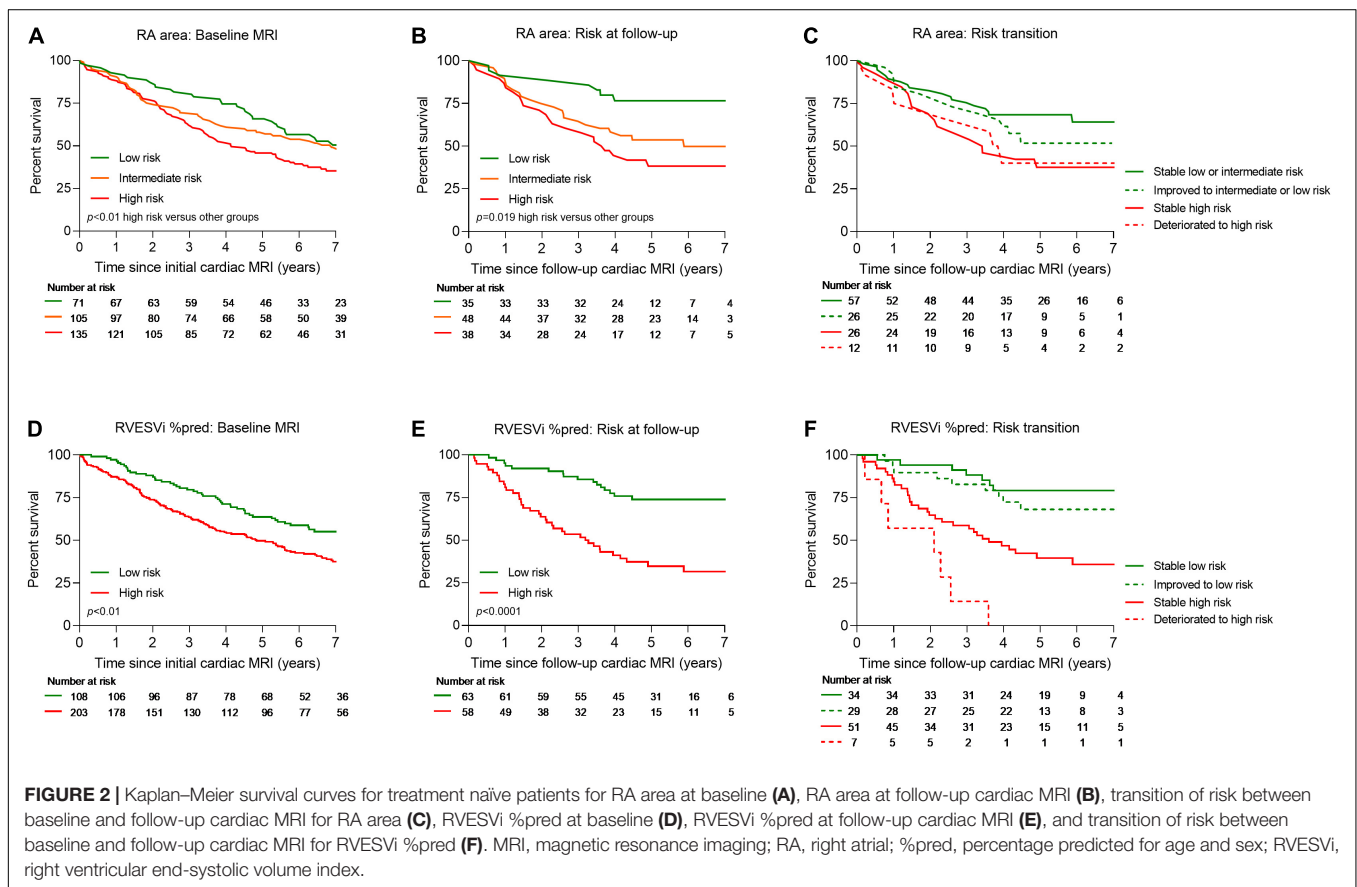 A
RA area: Baseline MRI
Percent survival
100
75
50
25
0
Low risk
Intermediate risk
High risk
p<0.01 high risk versus other groups
0 1 2 3 4 5 6 7
Time since initial cardiac MRI (years)
Number at risk
71 67 63 59 54 46 33 23
105 97 80 74 66 58 50 39
135 121 105 85 72 62 46 31
B
RA area: Risk at follow-up
Percent survival
100
75
50
25
0
Low risk
Intermediate risk
High risk
p=0.019 high risk versus other groups
0 1 2 3 4 5 6 7
Time since follow-up cardiac MRI (years)
Number at risk
35 33 33 32 24 12 7 4
48 44 37 32 28 23 14 3
38 34 28 24 17 12 7 5
C
RA area: Risk transition
Percent survival
100
75
50
25
0
Stable low or intermediate risk
Improved to intermediate or low risk
Stable high risk
Deteriorated to high risk
0 1 2 3 4 5 6 7
Time since follow-up cardiac MRI (years)
Number at risk
57 52 48 44 35 26 16 6
26 25 22 20 17 9 5 1
26 24 19 16 13 9 6 4
12 11 10 9 5 4 2 2
D
RVESVi %pred: Baseline MRI
Percent survival
100
75
50
25
0
Low risk
High risk
p<0.01
0 1 2 3 4 5 6 7
Time since initial cardiac MRI (years)
Number at risk
108 106 96 87 78 68 52 36
203 178 151 130 112 96 77 56
E
RVESVi %pred: Risk at follow-up
Percent survival
100
75
50
25
0
Low risk
High risk
p<0.0001
0 1 2 3 4 5 6 7
Time since follow-up cardiac MRI (years)
Number at risk
63 61 59 55 45 31 16 6
58 49 38 32 23 15 11 5
F
RVESVi %pred: Risk transition
Percent survival
100
75
50
25
0
Stable low risk
Improved to low risk
Stable high risk
Deteriorated to high risk
0 1 2 3 4 5 6 7
Time since follow-up cardiac MRI (years)
Number at risk
34 34 33 31 24 19 9 4
29 28 27 25 22 13 8 3
51 45 34 31 23 15 11 5
7 5 5 2 1 1 1 1
FIGURE 2 | Kaplan–Meier survival curves for treatment naïve patients for RA area at baseline (A), RA area at follow-up cardiac MRI (B), transition of risk between
baseline and follow-up cardiac MRI for RA area (C), RVESVi %pred at baseline (D), RVESVi %pred at follow-up cardiac MRI (E), and transition of risk between
baseline and follow-up cardiac MRI for RVESVi %pred (F). MRI, magnetic resonance imaging; RA, right atrial; %pred, percentage predicted for age and sex; RVESVi,
right ventricular end-systolic volume index.